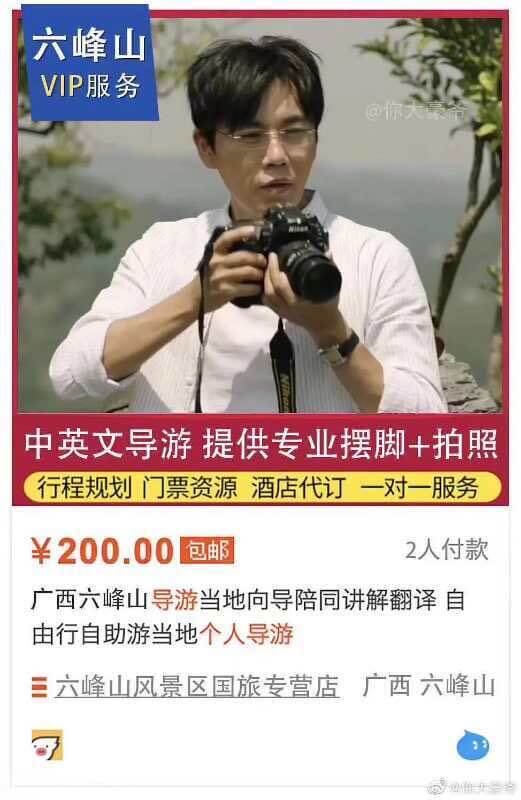 六峰山
VIP服务
@你大豪爷
Nikon
Nikon
中英文导游 提供专业摆脚+拍照
行程规划 门票资源 酒店代订 一对一服务
¥200.00 包邮 2人付款
广西六峰山导游当地向导陪同讲解翻译 自
由行自助游当地个人导游
六峰山风景区国旅专营店 广西 六峰山
@你大豪爷